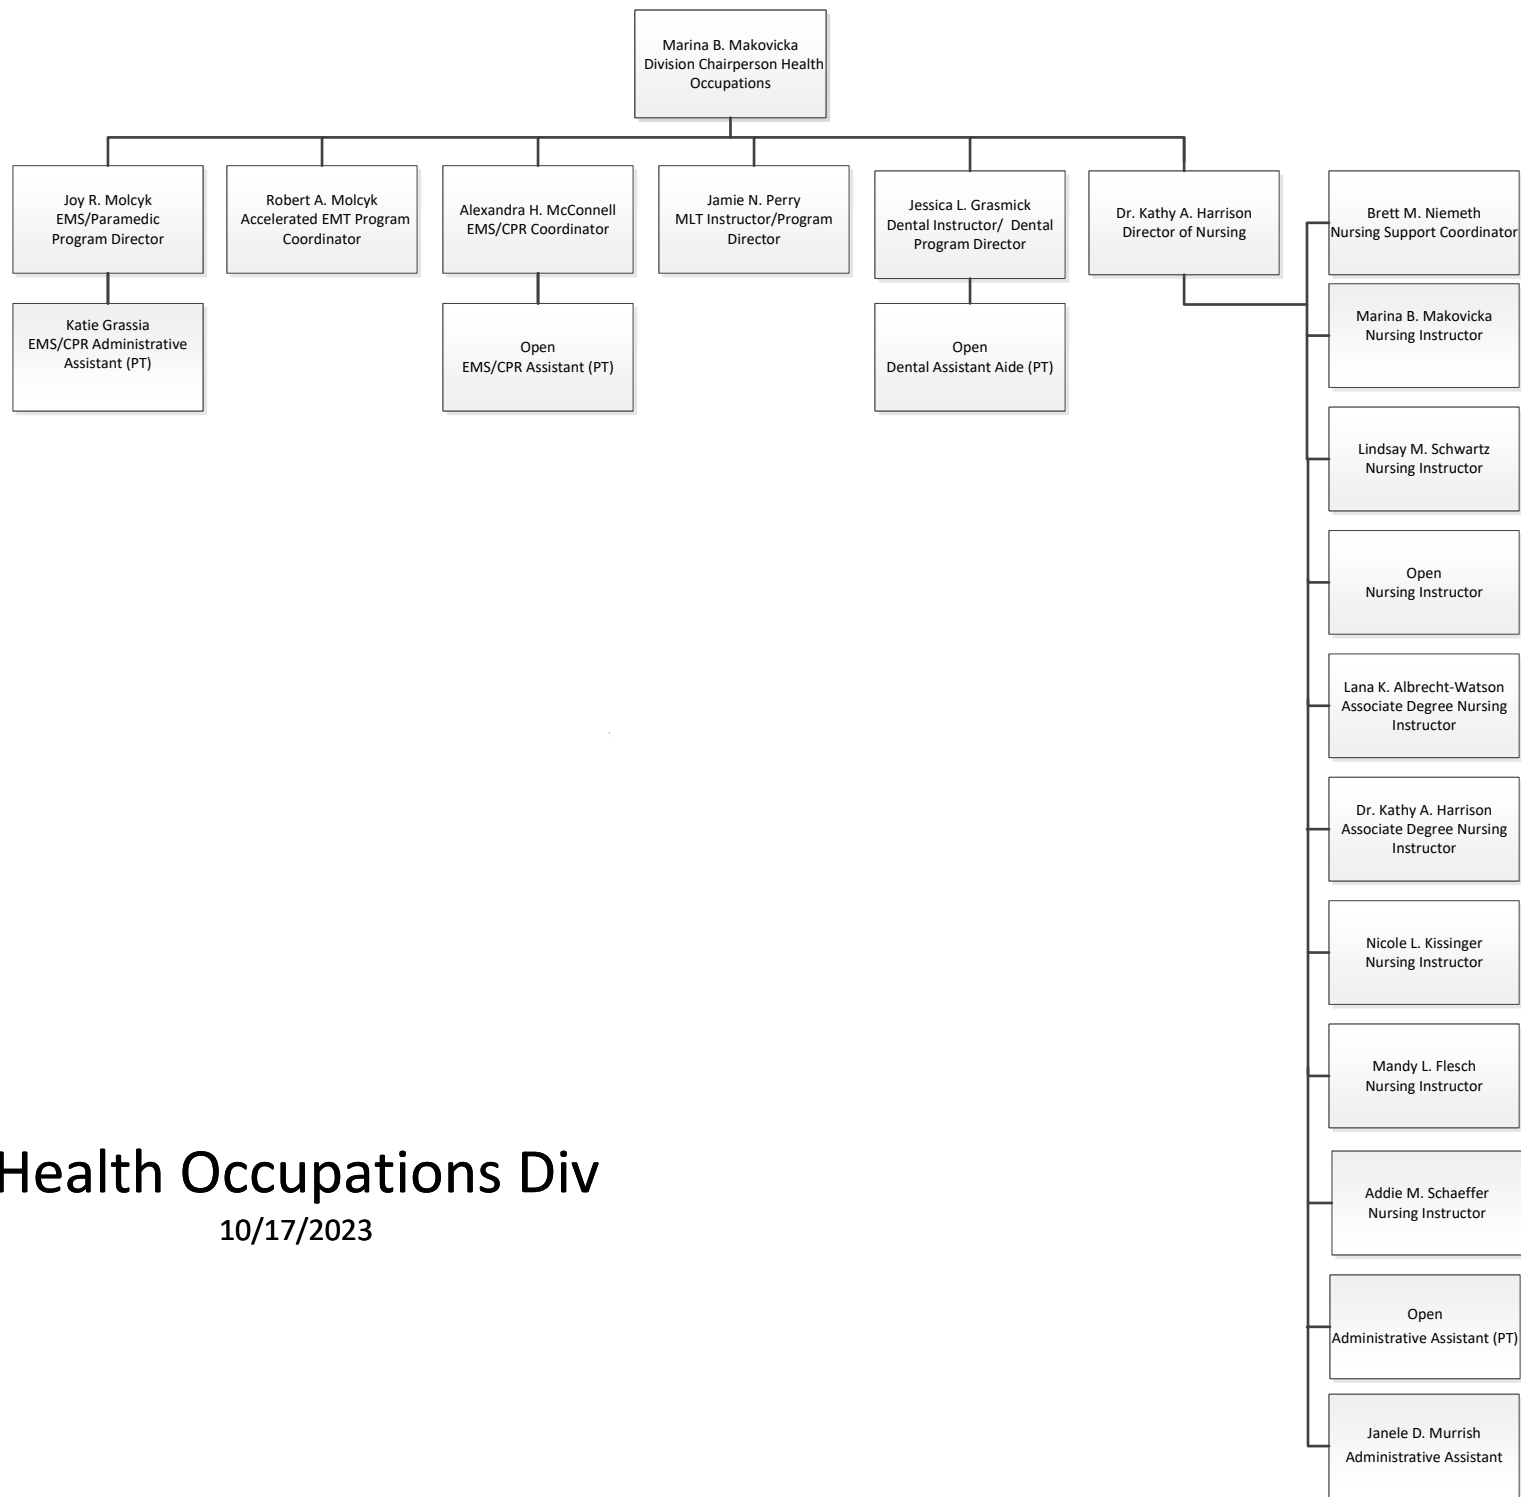 Marina B. Makovicka
Division Chairperson Health
Occupations
Joy R. Molcyk
EMS/Paramedic
Program Director
Robert A. Molcyk
Accelerated EMT Program
Coordinator
Alexandra H. McConnell
EMS/CPR Coordinator
Jamie N. Perry
MLT Instructor/Program
Director
Jessica L. Grasmick
Dental Instructor/ Dental
Program Director
Dr. Kathy A. Harrison
Director of Nursing
Brett M. Niemeth
Nursing Support Coordinator
Katie Grassia
EMS/CPR Administrative
Assistant (PT)
Open
EMS/CPR Assistant (PT)
Open
Dental Assistant Aide (PT)
Marina B. Makovicka
Nursing Instructor
Lindsay M. Schwartz
Nursing Instructor
Open
Nursing Instructor
Lana K. Albrecht-Watson
Associate Degree Nursing
Instructor
Dr. Kathy A. Harrison
Associate Degree Nursing
Instructor
Nicole L. Kissinger
Nursing Instructor
Mandy L. Flesch
Nursing Instructor
Addie M. Schaeffer
Nursing Instructor
Open
Administrative Assistant (PT)
Janele D. Murrish
Administrative Assistant
Health Occupations Div
10/17/2023